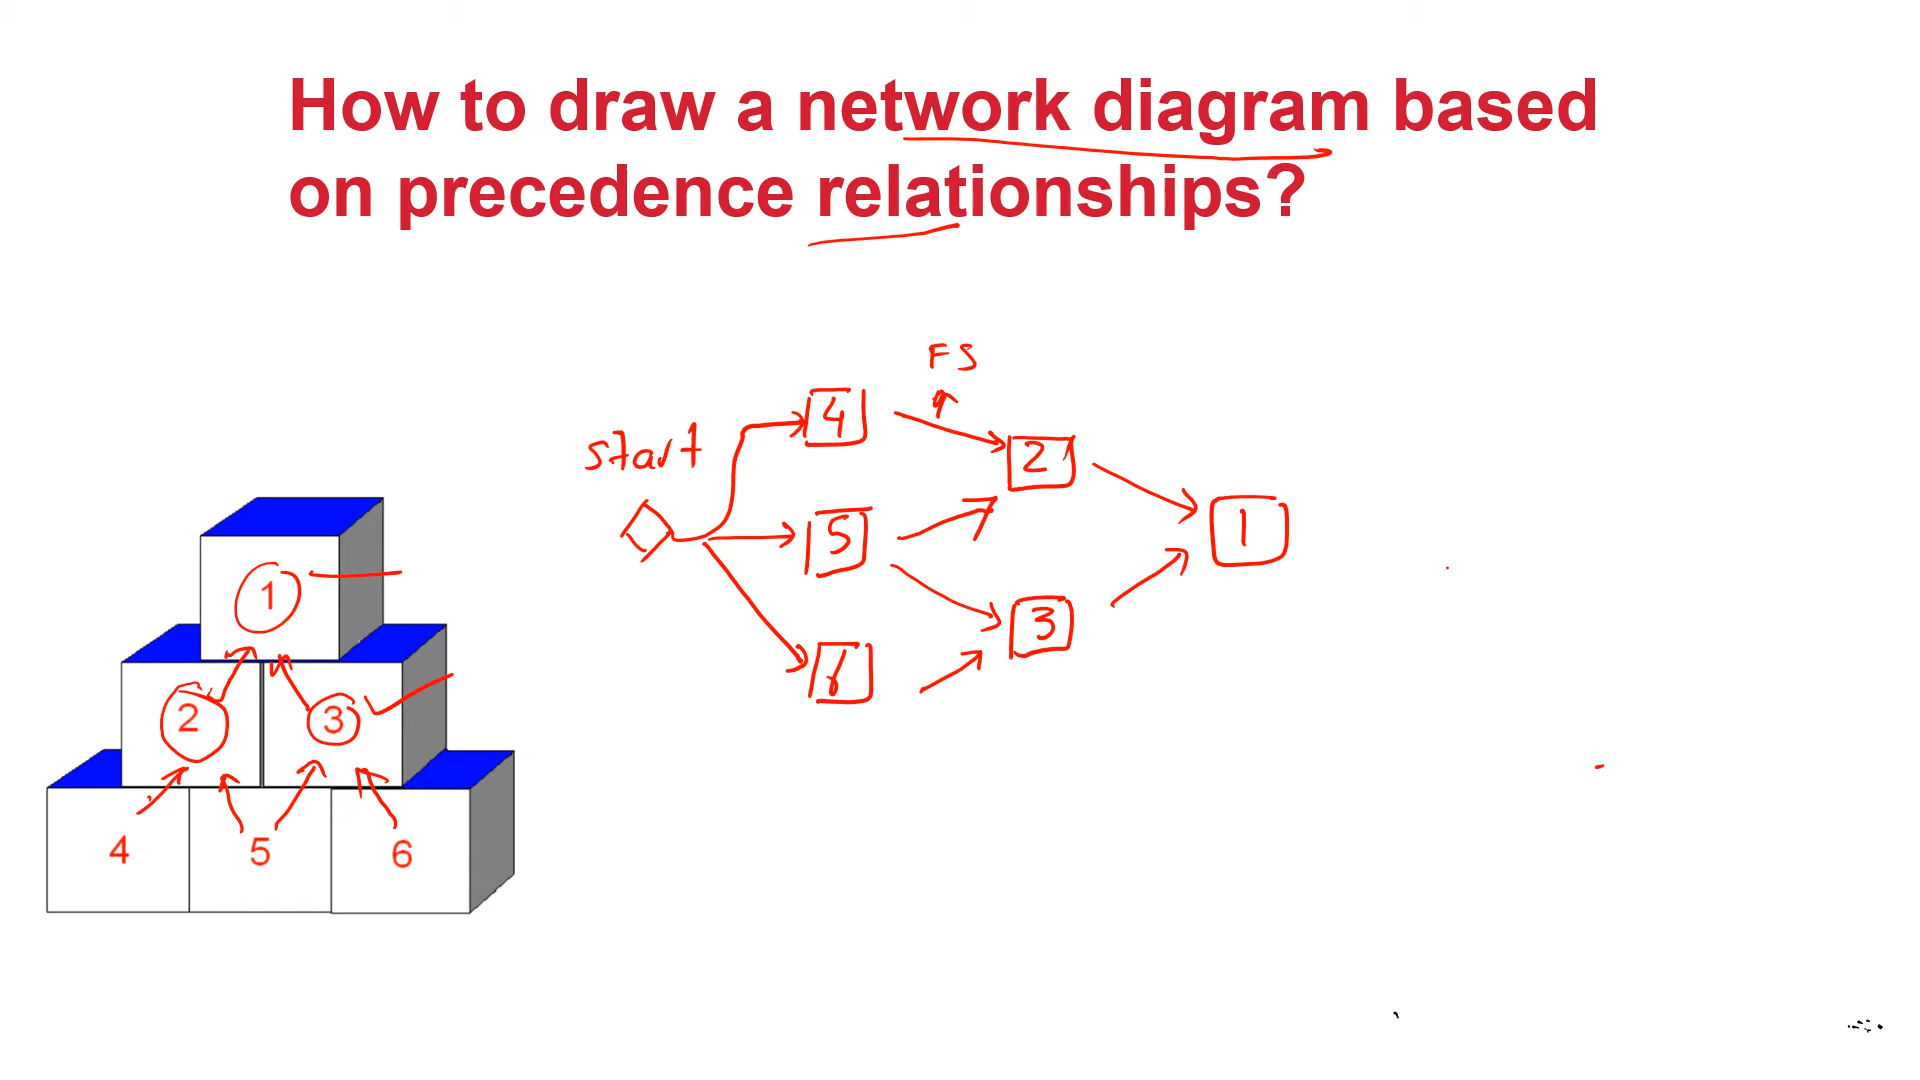 How to draw a network diagram based
on precedence relationships?
FS
start
4
2
5
1
3
6
1
2 3
4 5 6